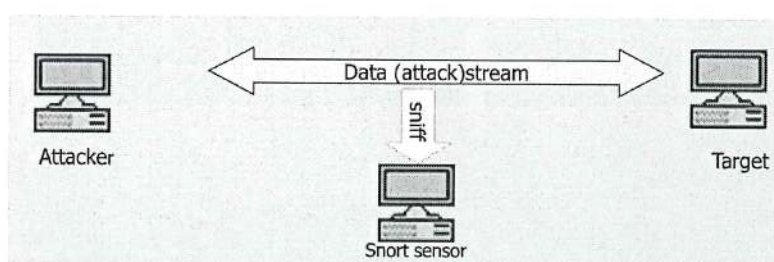 Data (attack)stream
sniff
Attacker
Target
Snort sensor